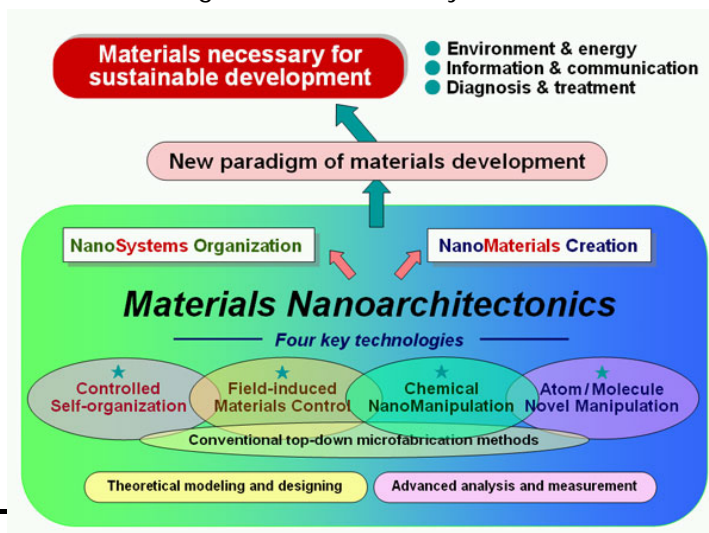 Materials necessary for
sustainable development
Environment & energy
Information & communication
Diagnosis & treatment
New paradigm of materials development
NanoSystems Organization
NanoMaterials Creation
Materials Nanoarchitectonics
Four key technologies
Controlled
Self-organization
Field-induced
Materials Control
Chemical
NanoManipulation
Atom/Molecule
Novel Manipulation
Conventional top-down microfabrication methods
Theoretical modeling and designing
Advanced analysis and measurement